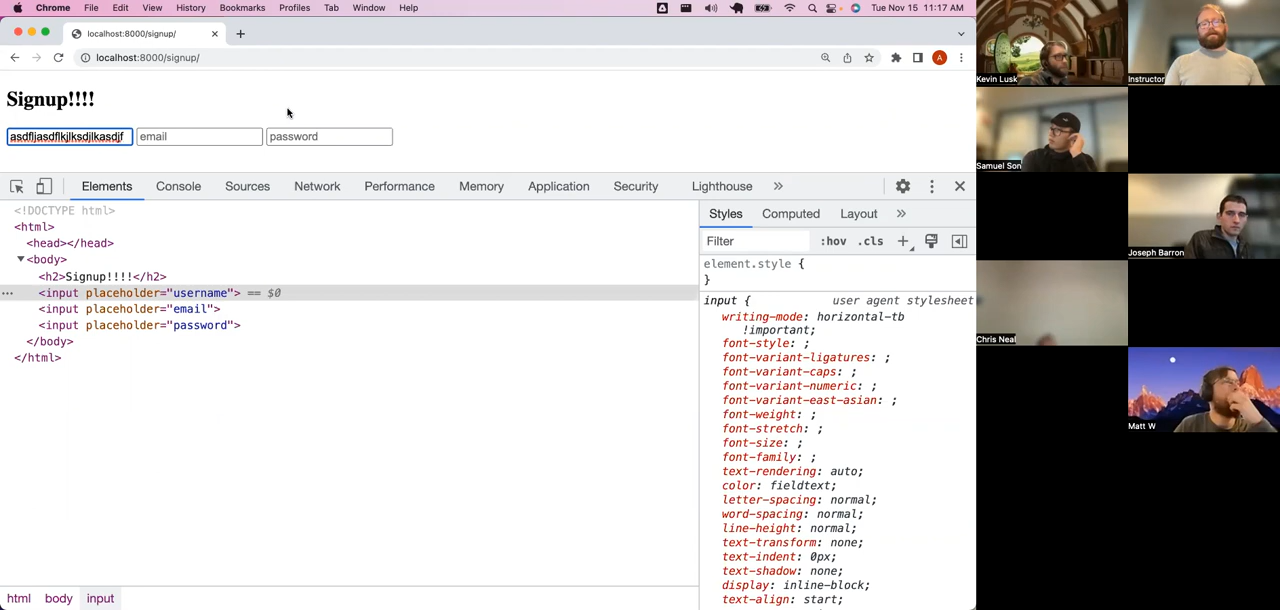 Chrome File Edit View History Bookmarks Profiles Tab Window Help Tue Nov 15 11:17 AM
localhost:8000/signup/
localhost:8000/signup/
Signup!!!!
asdfljasdflkjlksdjlkasdjf email password
Elements Console Sources Network Performance Memory Application Security Lighthouse »
<!DOCTYPE html>
<html>
<head></head>
<body>
<h2>Signup!!!!</h2>
<input placeholder="username"> == $0
<input placeholder="email">
<input placeholder="password">
</body>
</html>
html body input
Styles Computed Layout »
Filter :hov .cls
element.style {
}
input { user agent stylesheet
writing-mode: horizontal-tb
!important;
font-style: ;
font-variant-ligatures: ;
font-variant-caps: ;
font-variant-numeric: ;
font-variant-east-asian: ;
font-weight: ;
font-stretch: ;
font-size: ;
font-family: ;
text-rendering: auto;
color: fieldtext;
letter-spacing: normal;
word-spacing: normal;
line-height: normal;
text-transform: none;
text-indent: 0px;
text-shadow: none;
display: inline-block;
text-align: start;
Kevin Lusk
Instructor
Samuel Son
Joseph Barron
Chris Neal
Matt W